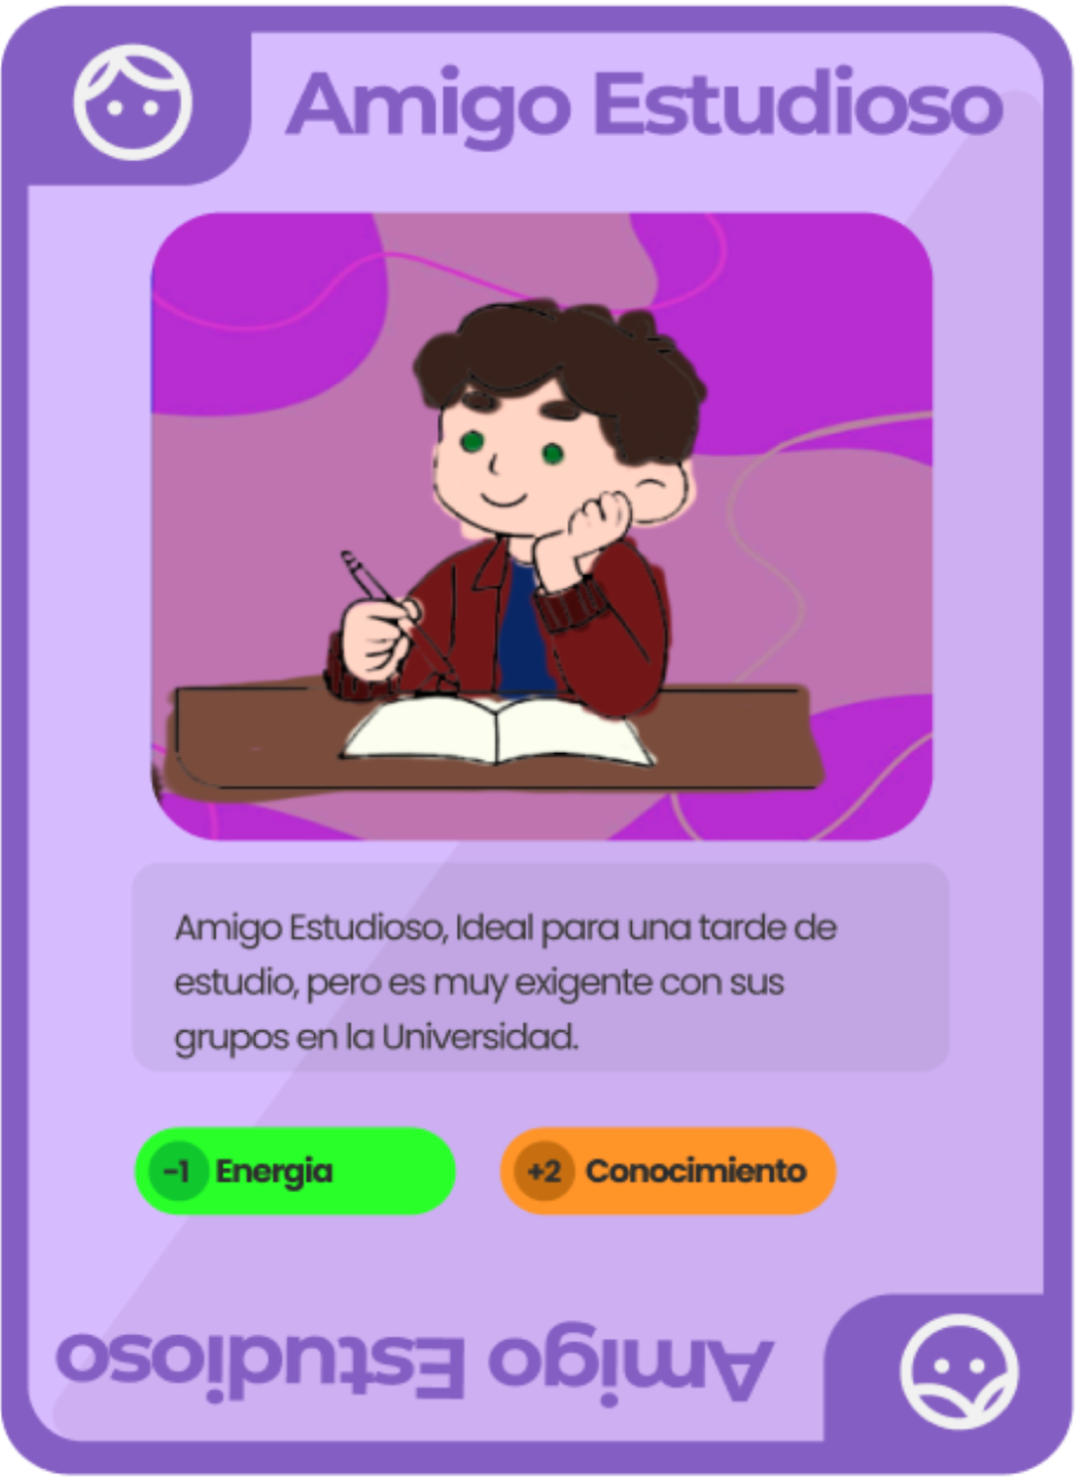 Amigo Estudioso
Amigo Estudioso, Ideal para una tarde de
estudio, pero es muy exigente con sus
grupos en la Universidad.
-1 Energia
+2 Conocimiento
Amigo Estudioso